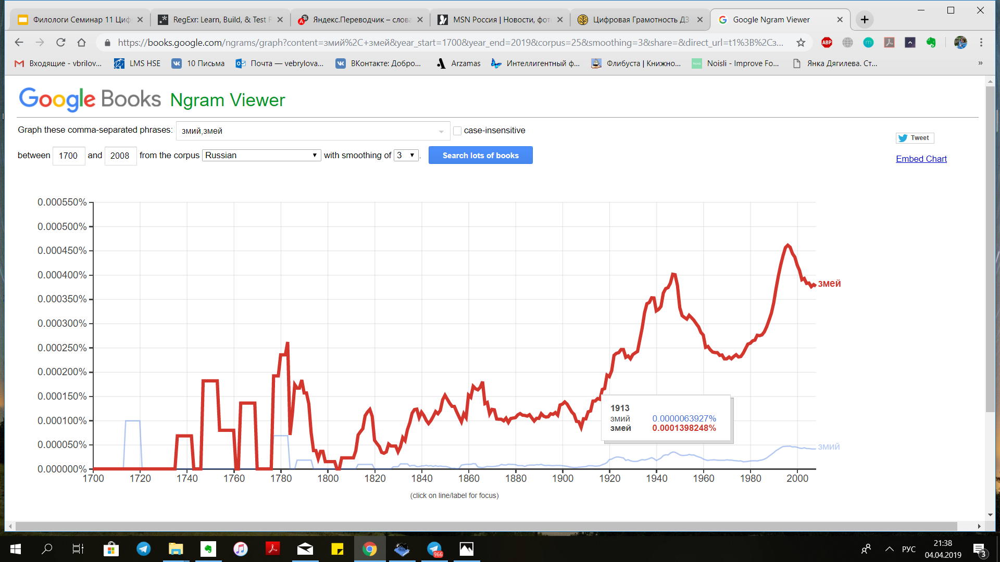 Филологи Семинар 11 Циф
RegExr: Learn, Build, & Test R
Яндекс.Переводчик – слова
MSN Россия | Новости, фот
Цифровая Грамотность ДЗ
Google Ngram Viewer
https://books.google.com/ngrams/graph?content=змий%2C+змей&year_start=1700&year_end=2019&corpus=25&smoothing=3&share=&direct_url=t1%3B%2Cз...
ABP
m
Входящие - vbrilov...
LMS HSE
10 Письма
Почта — vebrylova...
ВКонтакте: Добро...
Arzamas
Интеллигентный ф...
Флибуста | Книжно...
Noisli - Improve Fo...
Янка Дягилева. Ст...
»
Google Books Ngram Viewer
Graph these comma-separated phrases: змий,змей case-insensitive
Tweet
between 1700 and 2008 from the corpus Russian with smoothing of 3 . Search lots of books
Embed Chart
0.000550%
0.000500%
0.000450%
0.000400%
0.000350%
0.000300%
0.000250%
0.000200%
0.000150%
0.000100%
0.000050%
0.000000%
змей
1913
змий 0.0000063927%
змей 0.0001398248%
змий
1700 1720 1740 1760 1780 1800 1820 1840 1860 1880 1900 1920 1940 1960 1980 2000
(click on line/label for focus)
966
РУС
21:38
04.04.2019
3